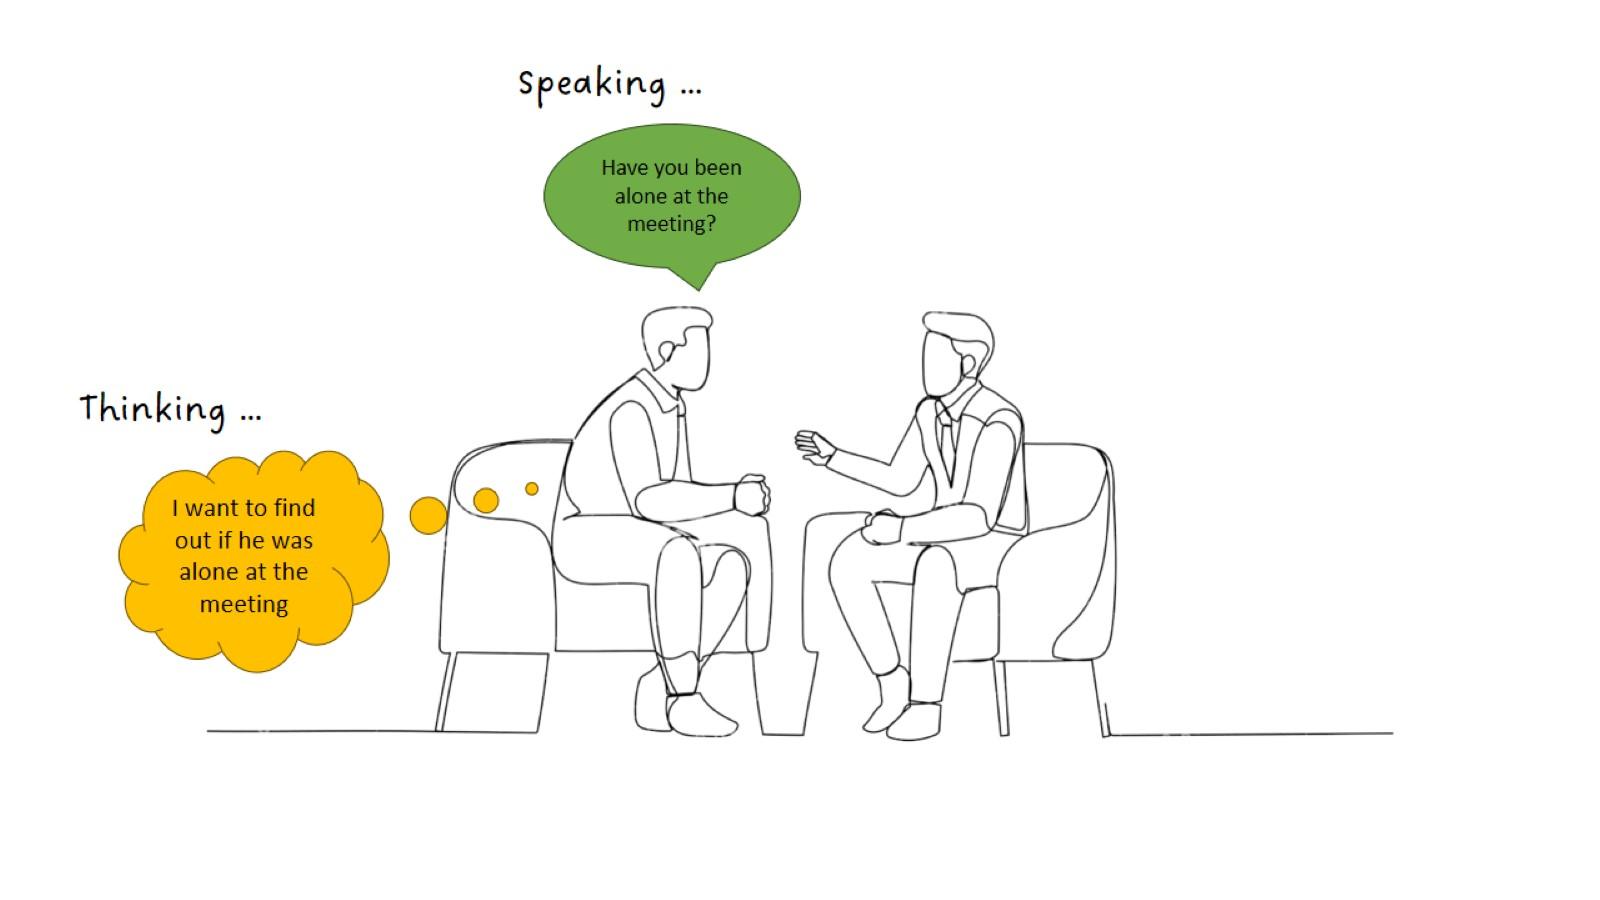 Speaking ...
Have you been
alone at the
meeting?
Thinking ...
I want to find
out if he was
alone at the
meeting